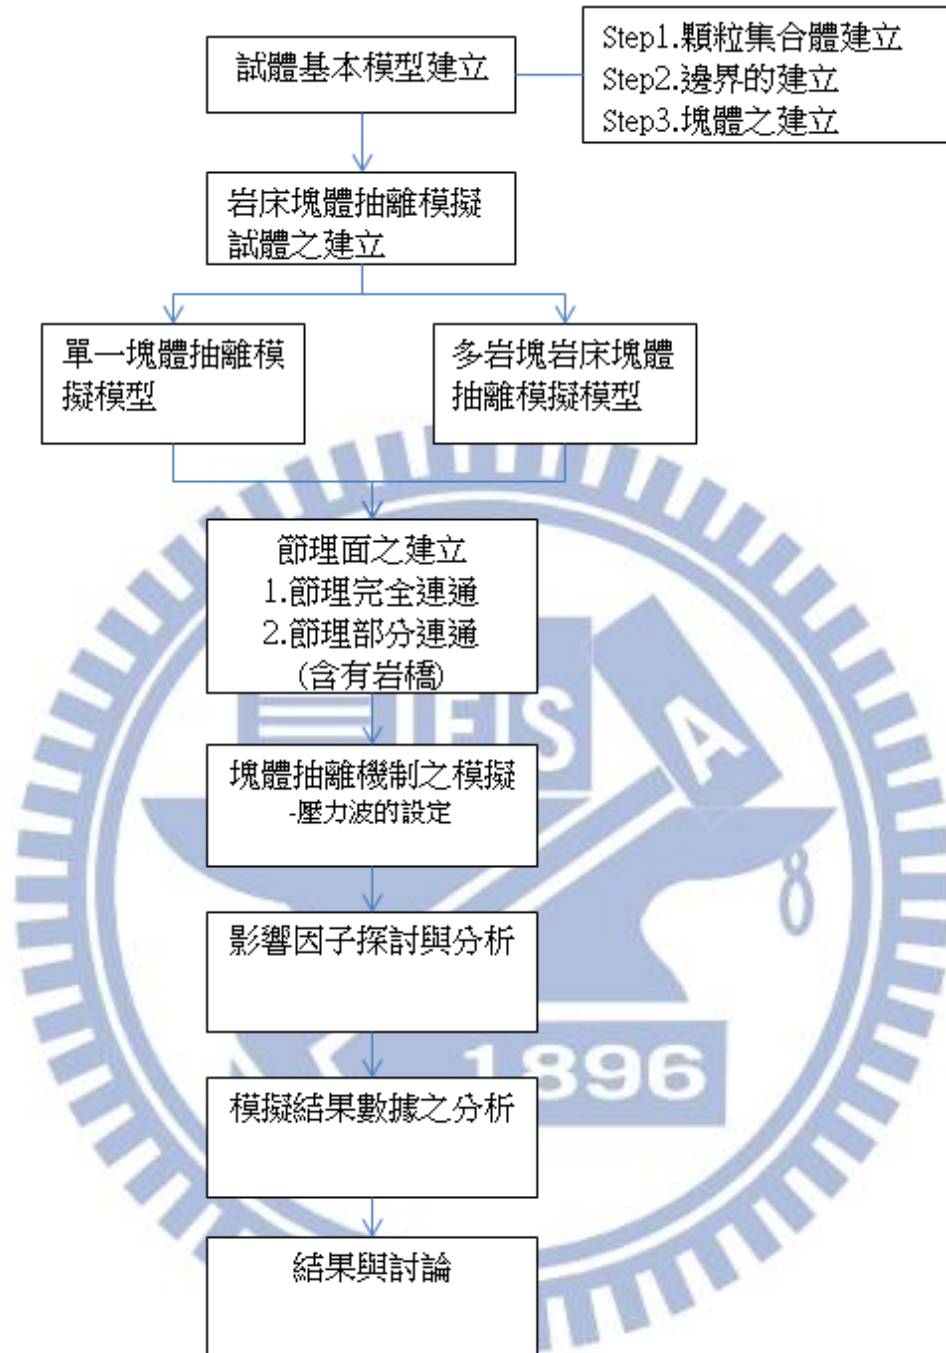 試體基本模型建立
Step1.顆粒集合體建立
Step2.邊界的建立
Step3.塊體之建立
岩床塊體抽離模擬
試體之建立
單一塊體抽離模
擬模型
多岩塊岩床塊體
抽離模擬模型
節理面之建立
1.節理完全連通
2.節理部分連通
(含有岩橋)
塊體抽離機制之模擬
-壓力波的設定
影響因子探討與分析
模擬結果數據之分析
結果與討論
A
8
1896